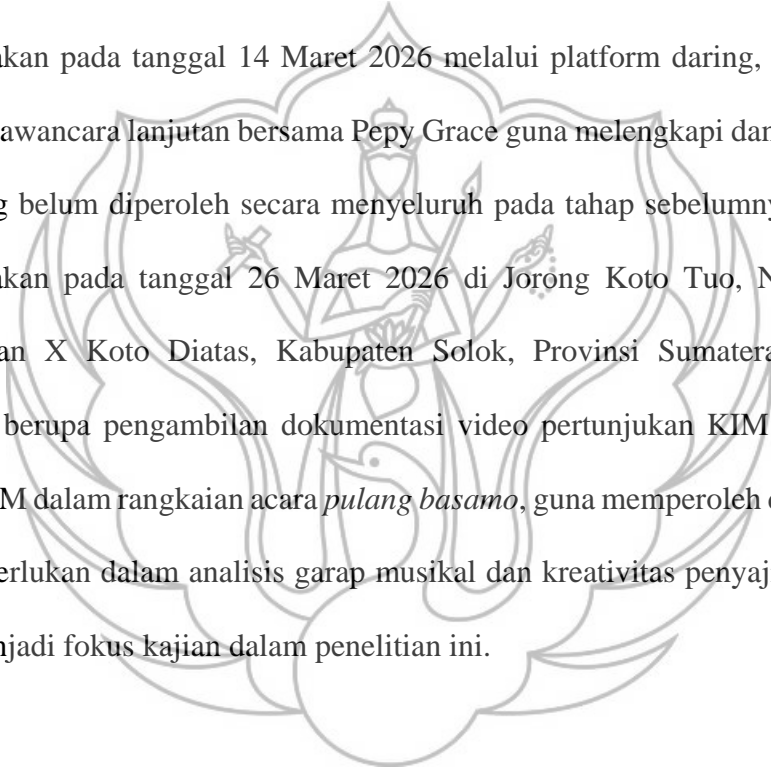 akan pada tanggal 14 Maret 2026 melalui platform daring,
awancara lanjutan bersama Pepy Grace guna melengkapi dan
g belum diperoleh secara menyeluruh pada tahap sebelumny
akan pada tanggal 26 Maret 2026 di Jorong Koto Tuo, N
an X Koto Diatas, Kabupaten Solok, Provinsi Sumatera
berupa pengambilan dokumentasi video pertunjukan KIM
M dalam rangkaian acara pulang basamo, guna memperoleh
erlukan dalam analisis garap musikal dan kreativitas penyaj
njadi fokus kajian dalam penelitian ini.